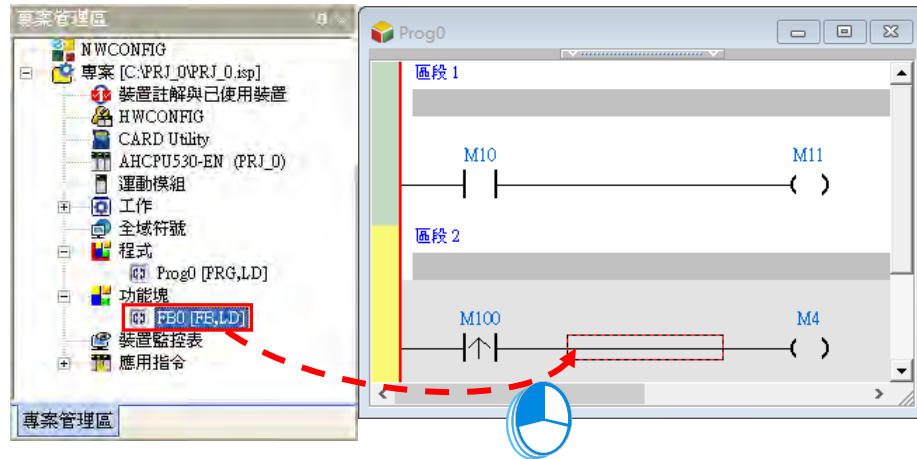 專案管理區
NWCONFIG
專案 [C:\PRJ_0\PRJ_0.isp]
裝置註解與已使用裝置
HWCONFIG
CARD Utility
AHCPU530-EN (PRJ_0)
運動模組
工作
全域符號
程式
Prog0 [PRG,LD]
功能塊
FB0 [FB,LD]
裝置監控表
應用指令
專案管理區
Prog0
區段 1
M10 M11
區段 2
M100 M4